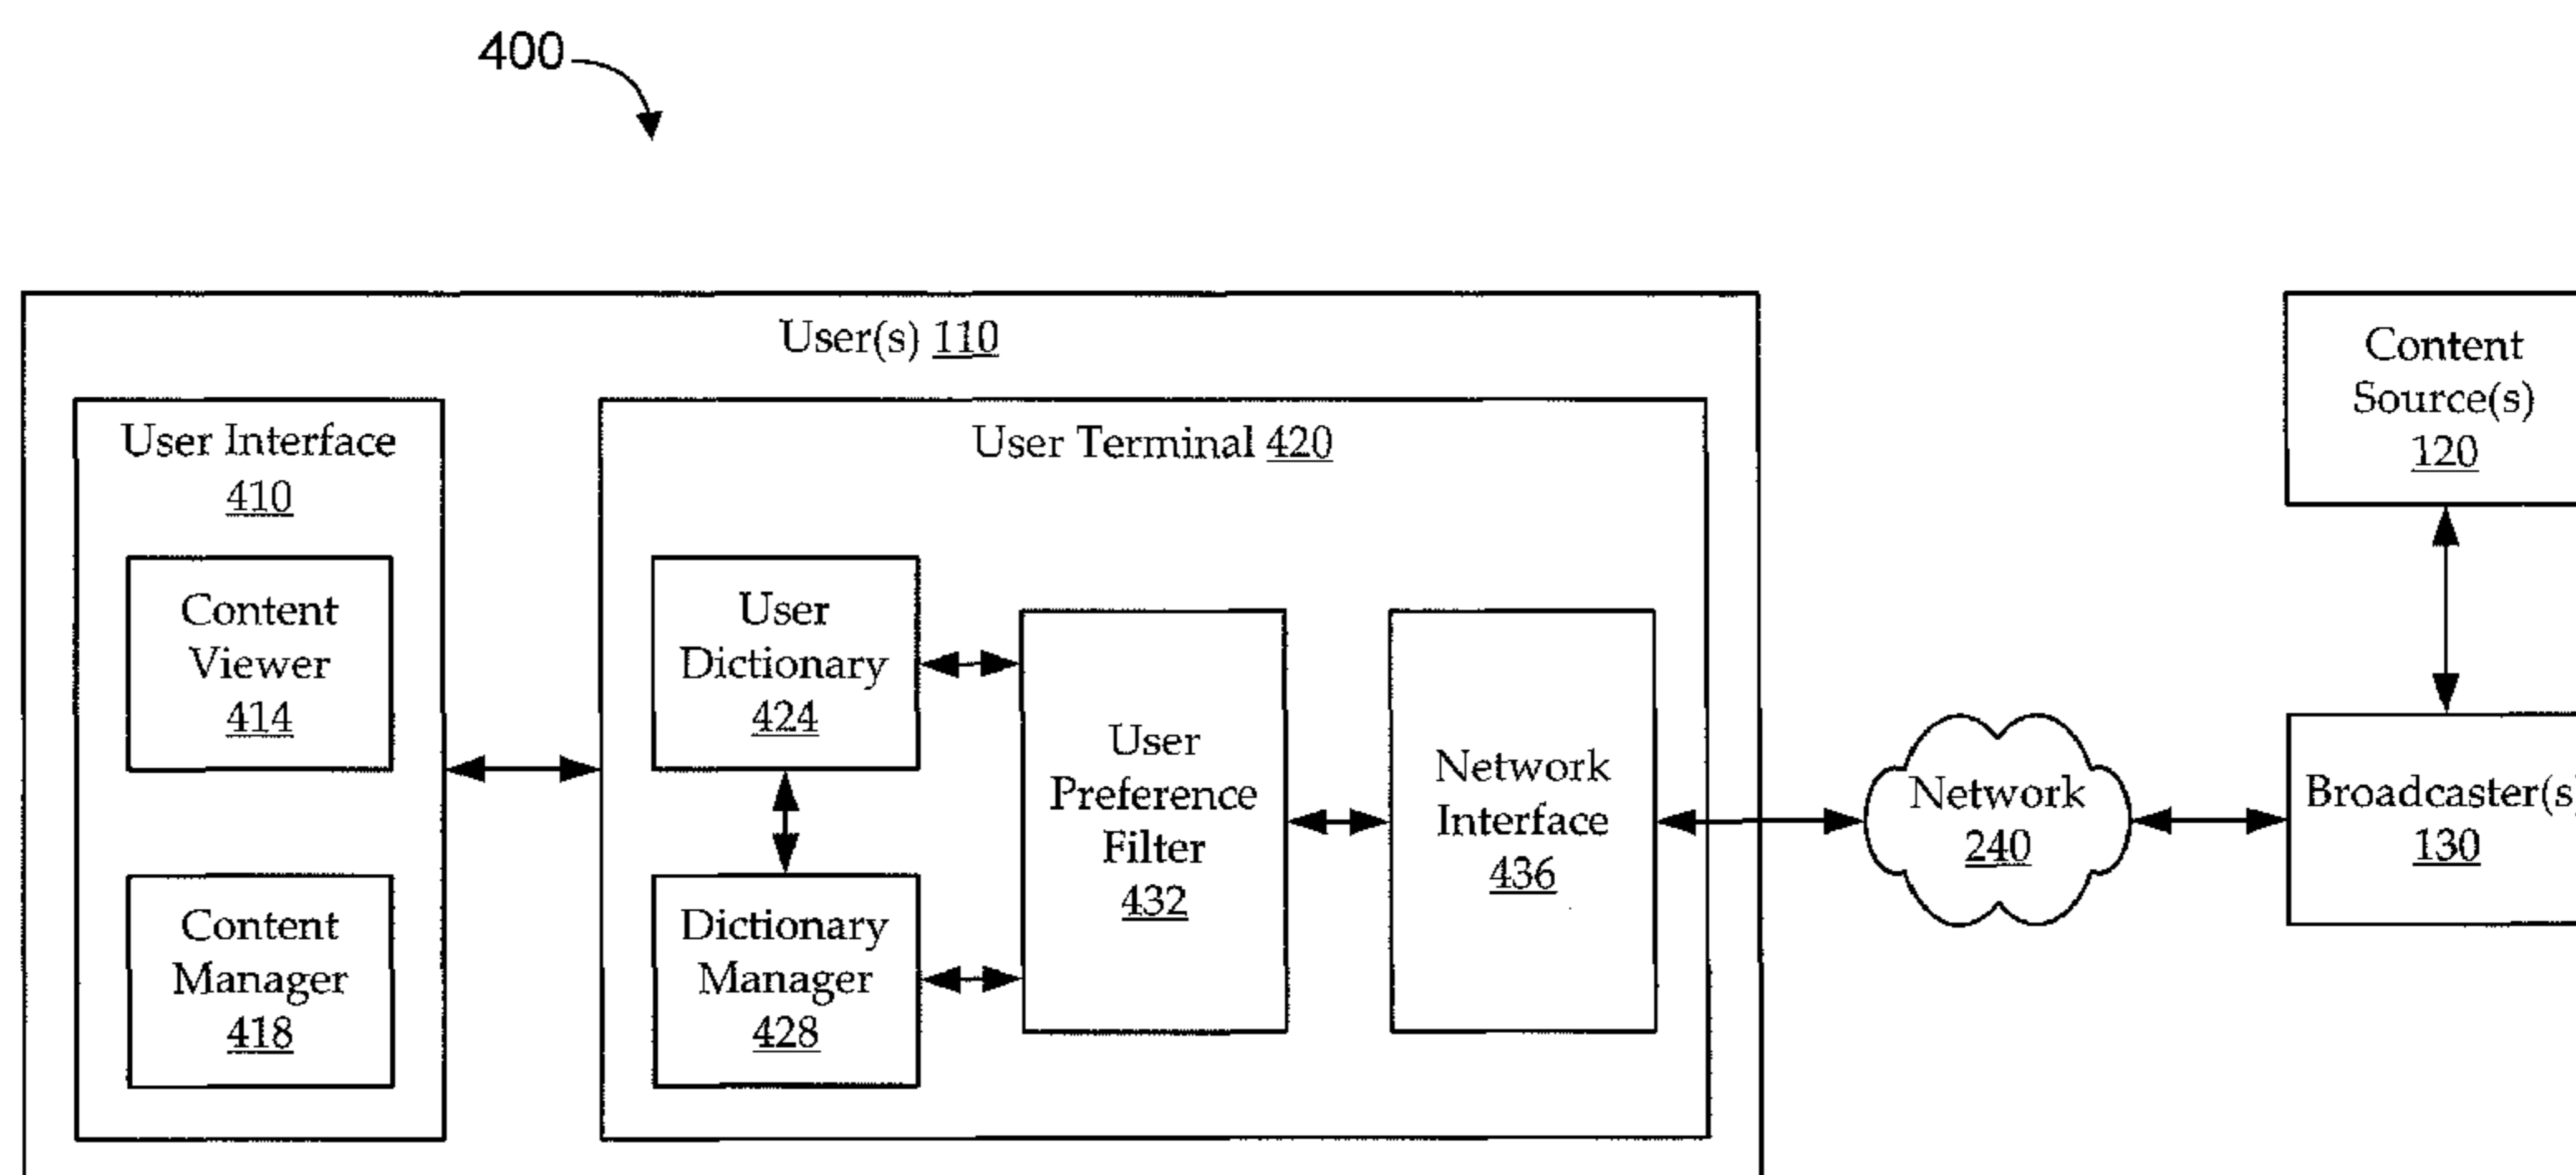 400
User(s) 110
User Interface
410
Content
Viewer
414
Content
Manager
418
User Terminal 420
User
Dictionary
424
Dictionary
Manager
428
User
Preference
Filter
432
Network
Interface
436
Network
240
Content
Source(s)
120
Broadcaster(s)
130